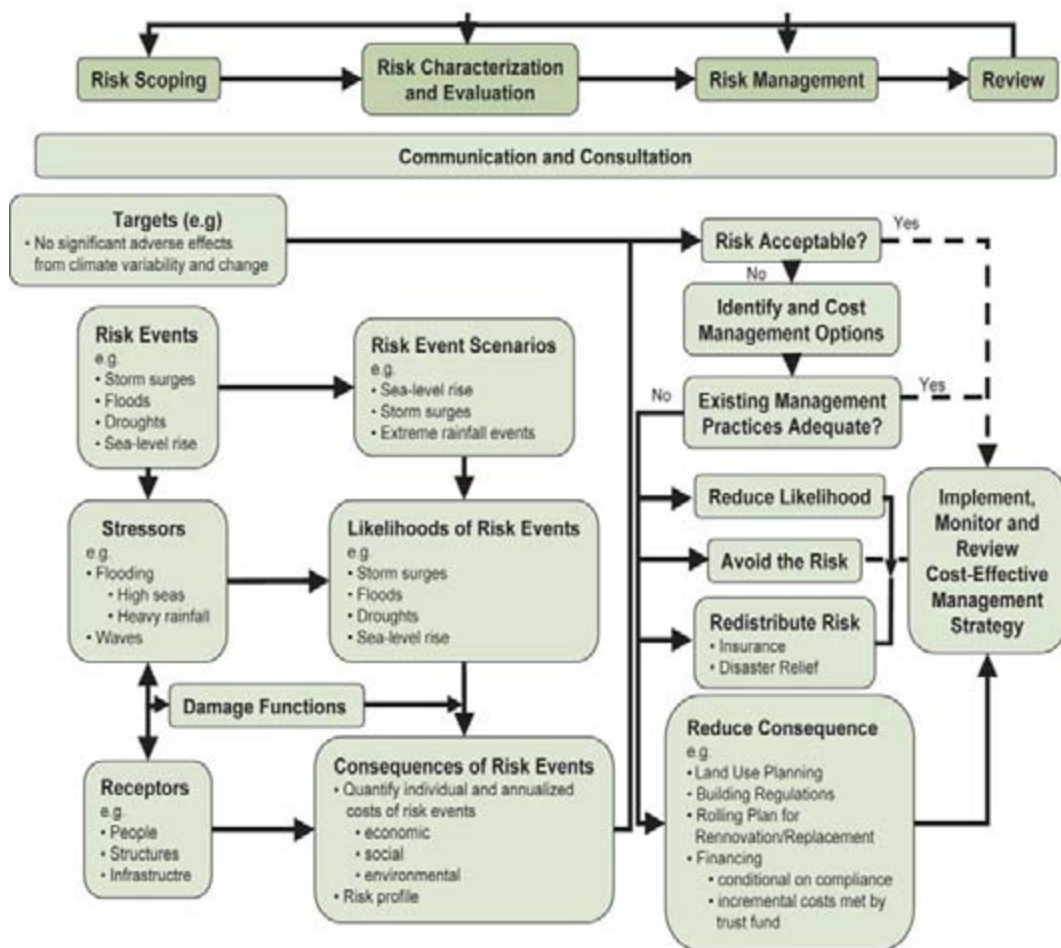 Risk Scoping
Risk Characterization
and Evaluation
Risk Management
Review
Communication and Consultation
Targets (e.g)
• No significant adverse effects
from climate variability and change
Risk Acceptable?
Yes
No
Identify and Cost
Management Options
Risk Events
e.g.
• Storm surges
• Floods
• Droughts
• Sea-level rise
Risk Event Scenarios
e.g.
• Sea-level rise
• Storm surges
• Extreme rainfall events
No
Existing Management
Practices Adequate?
Yes
Stressors
e.g.
• Flooding
• High seas
• Heavy rainfall
• Waves
Likelihoods of Risk Events
e.g.
• Storm surges
• Floods
• Droughts
• Sea-level rise
Reduce Likelihood
Avoid the Risk
Redistribute Risk
• Insurance
• Disaster Relief
Implement,
Monitor and
Review
Cost-Effective
Management
Strategy
Damage Functions
Receptors
e.g.
• People
• Structures
• Infrastructre
Consequences of Risk Events
• Quantify individual and annualized
costs of risk events
• economic
• social
• environmental
• Risk profile
Reduce Consequence
e.g.
• Land Use Planning
• Building Regulations
• Rolling Plan for
Rennovation/Replacement
• Financing
• conditional on compliance
• incremental costs met by
trust fund